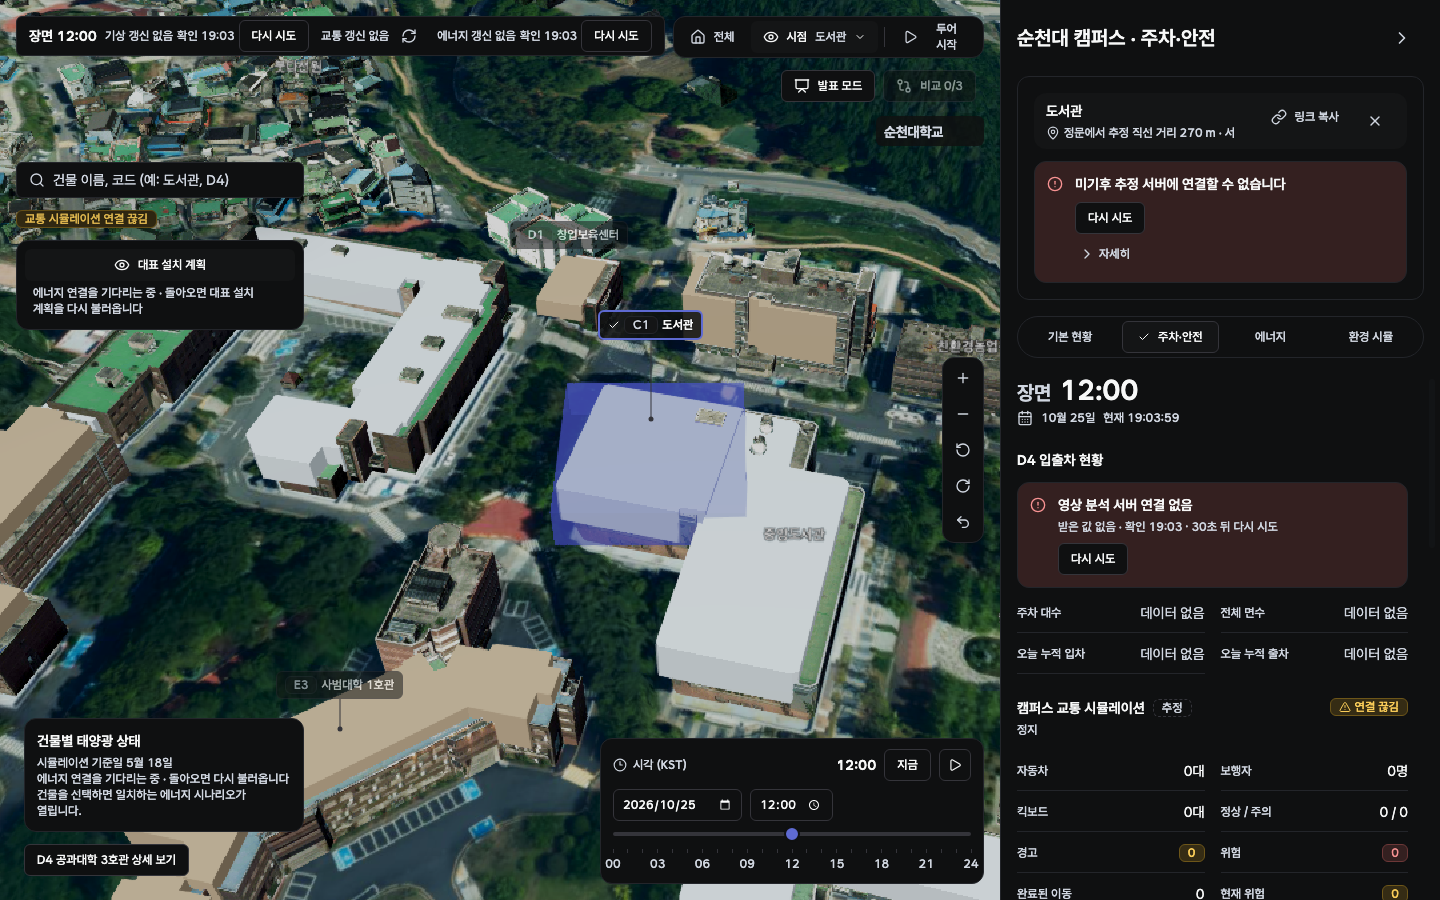 장면 12:00 기상 갱신 없음 확인 19:03 다시 시도 교통 갱신 없음 에너지 갱신 없음 확인 19:03 다시 시도
전체 시점 도서관 투어 시작
발표 모드 비교 0/3
순천대학교
건물 이름, 코드 (예: 도서관, D4)
교통 시뮬레이션 연결 끊김
대표 설치 계획
에너지 연결을 기다리는 중 · 돌아오면 대표 설치
계획을 다시 불러옵니다
D1 창업보육센터
C1 도서관
친환경농업
중앙도서관
E3 사범대학 1호관
건물별 태양광 상태
시뮬레이션 기준일 5월 18일
에너지 연결을 기다리는 중 · 돌아오면 다시 불러옵니다
건물을 선택하면 일치하는 에너지 시나리오가
열립니다.
D4 공과대학 3호관 상세 보기
시각 (KST) 12:00 지금
2026/10/25 12:00
00 03 06 09 12 15 18 21 24
순천대 캠퍼스 · 주차·안전
도서관
정문에서 추정 직선 거리 270 m · 서
링크 복사
미기후 추정 서버에 연결할 수 없습니다
다시 시도
자세히
기본 현황 주차·안전 에너지 환경 시뮬
장면 12:00
10월 25일 현재 19:03:59
D4 입출차 현황
영상 분석 서버 연결 없음
받은 값 없음 · 확인 19:03 · 30초 뒤 다시 시도
다시 시도
주차 대수 데이터 없음 전체 면수 데이터 없음
오늘 누적 입차 데이터 없음 오늘 누적 출차 데이터 없음
캠퍼스 교통 시뮬레이션 추정 연결 끊김
정지
자동차 0대 보행자 0명
킥보드 0대 정상 / 주의 0 / 0
경고 0 위험 0
완료된 이동 0 현재 위험 0